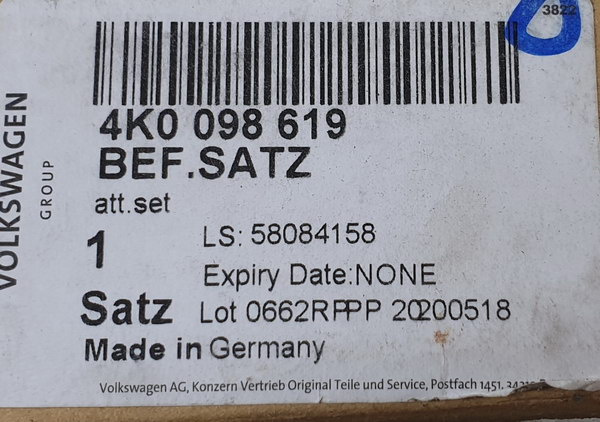 3822
VOLKSWAGEN
GROUP
4K0 098 619
BEF.SATZ
att.set
1
LS: 58084158
Expiry Date:NONE
Satz Lot 0662RPPP 20200518
Made in Germany
Volkswagen AG, Konzern Vertrieb Original Teile und Service, Postfach 1451,